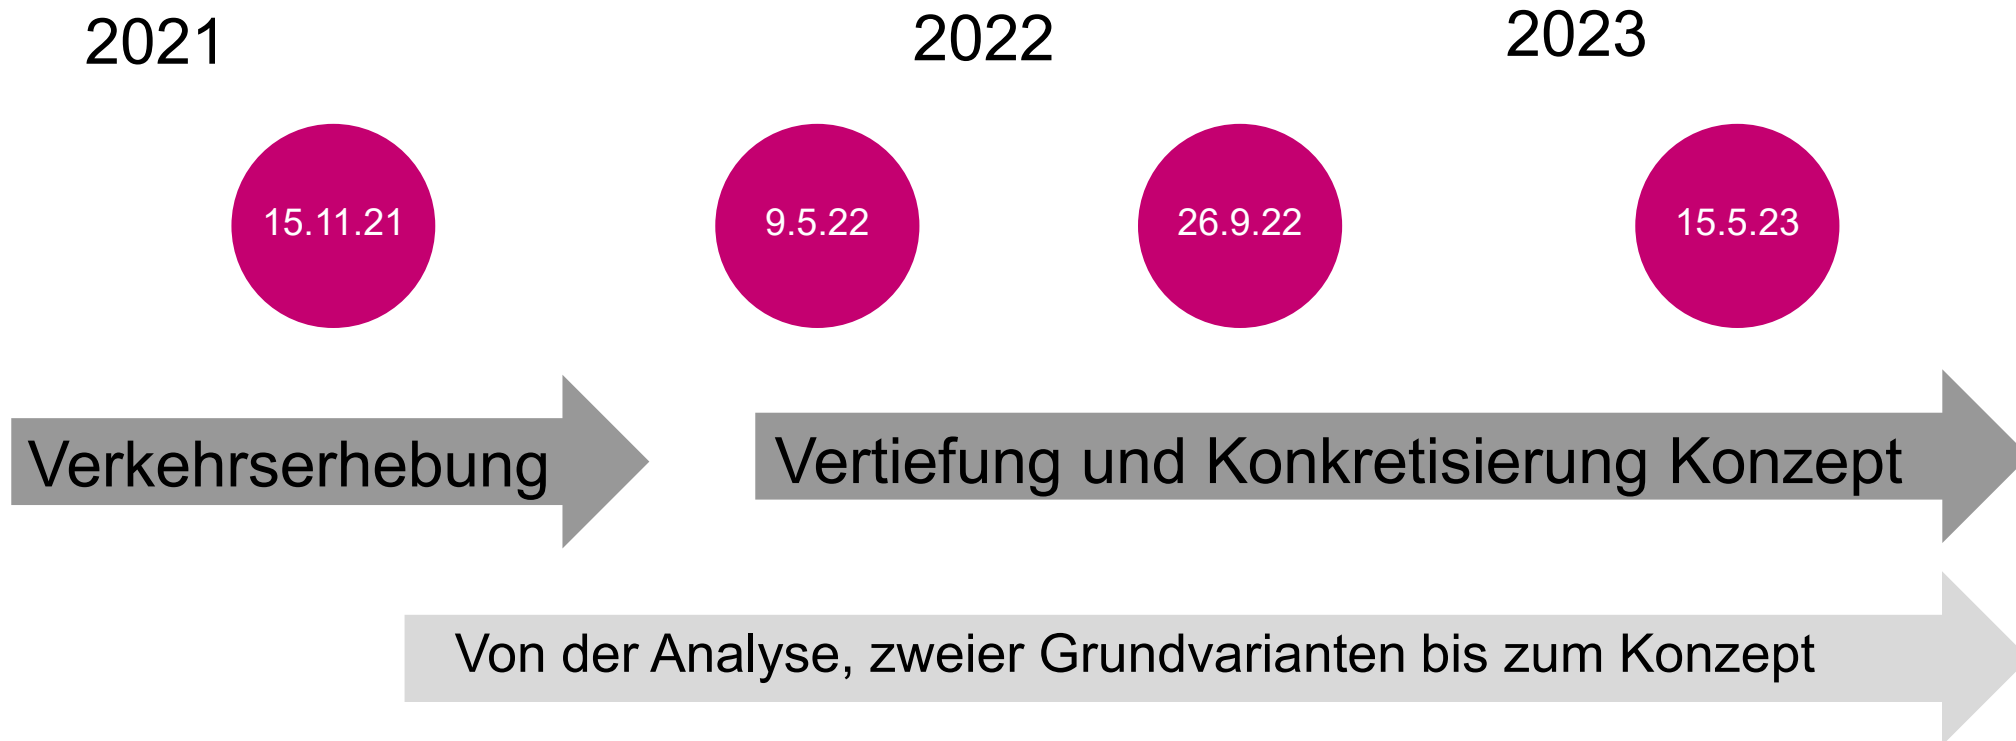 2021
2022
2023
15.11.21
9.5.22
26.9.22
15.5.23
Verkehrserhebung
Vertiefung und Konkretisierung Konzept
Von der Analyse, zweier Grundvarianten bis zum Konzept